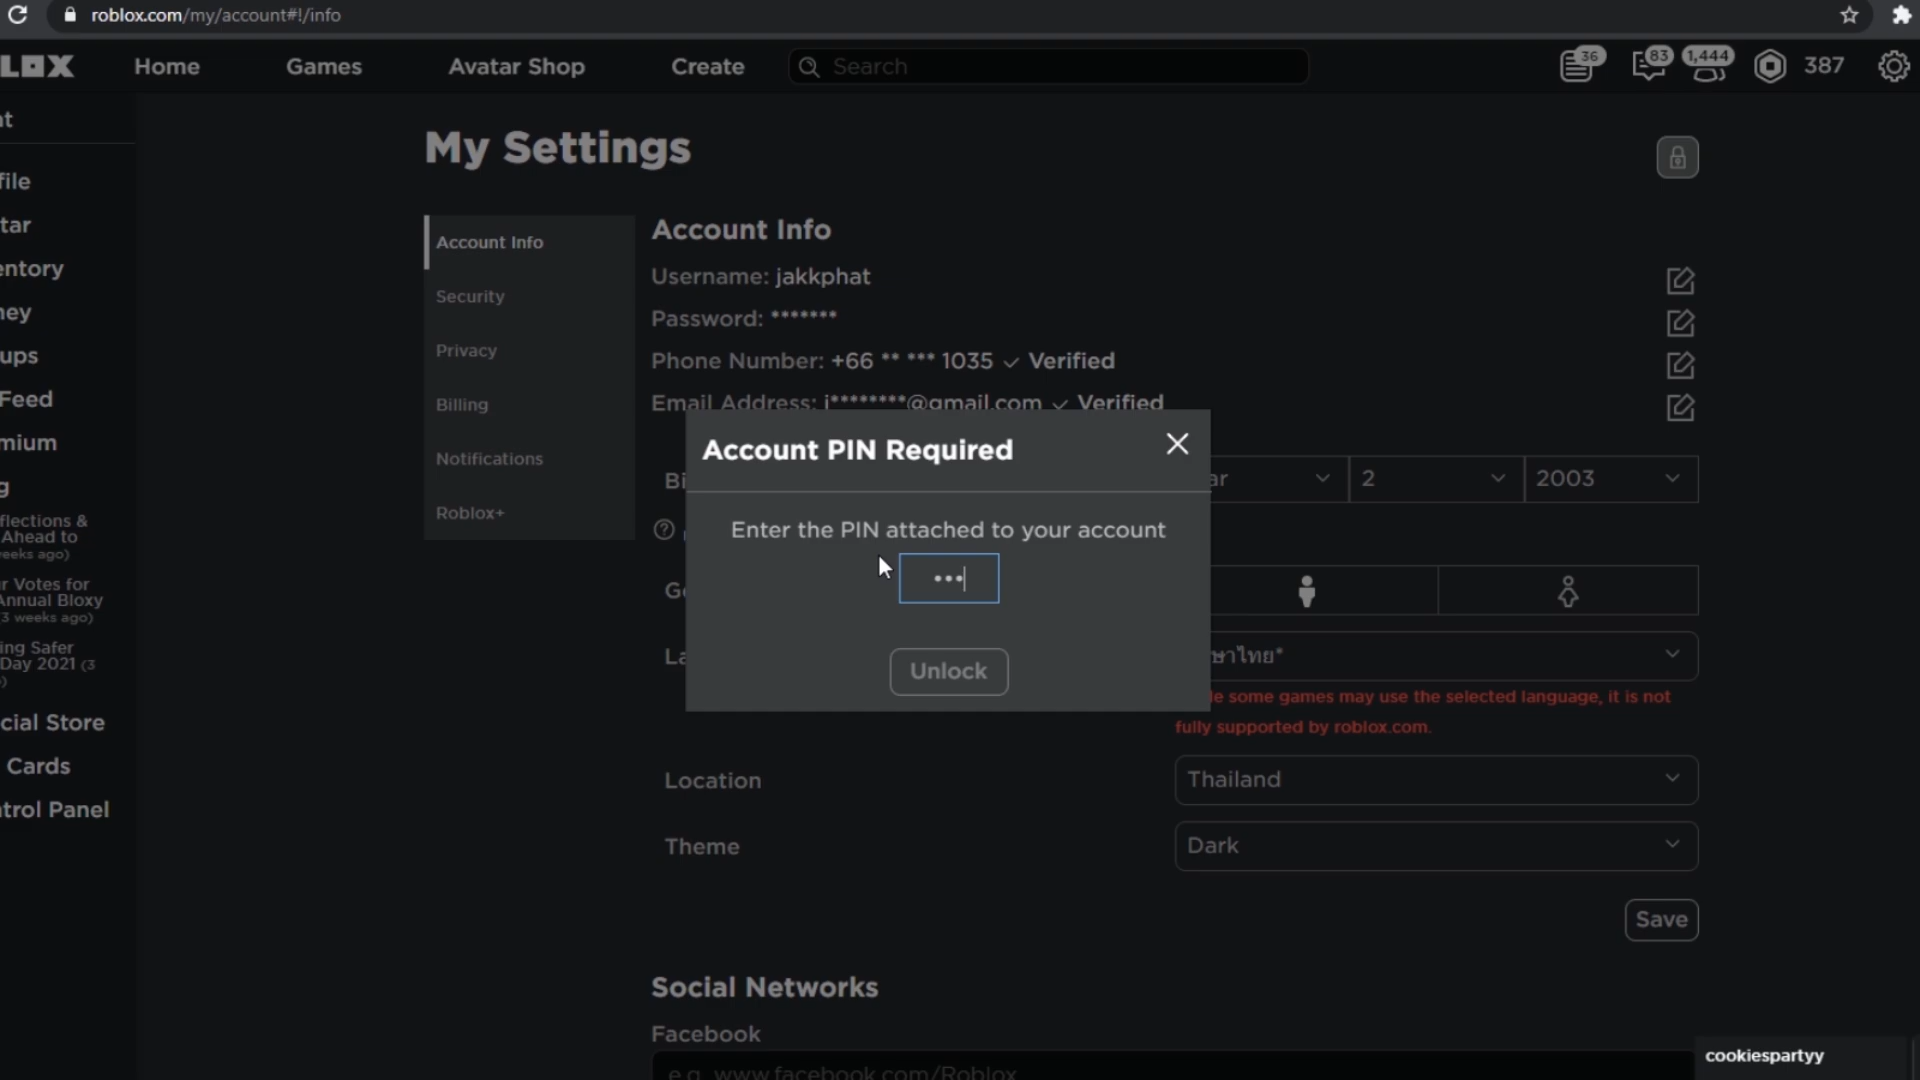 roblox.com/my/account#!/info
LOX
Home
Games
Avatar Shop
Create
Search
36
83
1,444
387
nt
file
tar
entory
ney
ups
Feed
mium
g
flections &
Ahead to
eeks ago)
r Votes for
Annual Bloxy
3 weeks ago)
ing Safer
Day 2021 (3
)
cial Store
Cards
trol Panel
My Settings
Account Info
Security
Privacy
Billing
Notifications
Roblox+
Account Info
Username: jakkphat
Password: *******
Phone Number: +66 ** *** 1035 ✓ Verified
Email Address: j********@gmail.com ✓ Verified
Account PIN Required
Enter the PIN attached to your account
•••
Unlock
Bi
ar
2
2003
Ge
La
ษาไทย*
le some games may use the selected language, it is not
fully supported by roblox.com.
Location
Thailand
Theme
Dark
Save
Social Networks
Facebook
e.g. www.facebook.com/Roblox
cookiespartyy